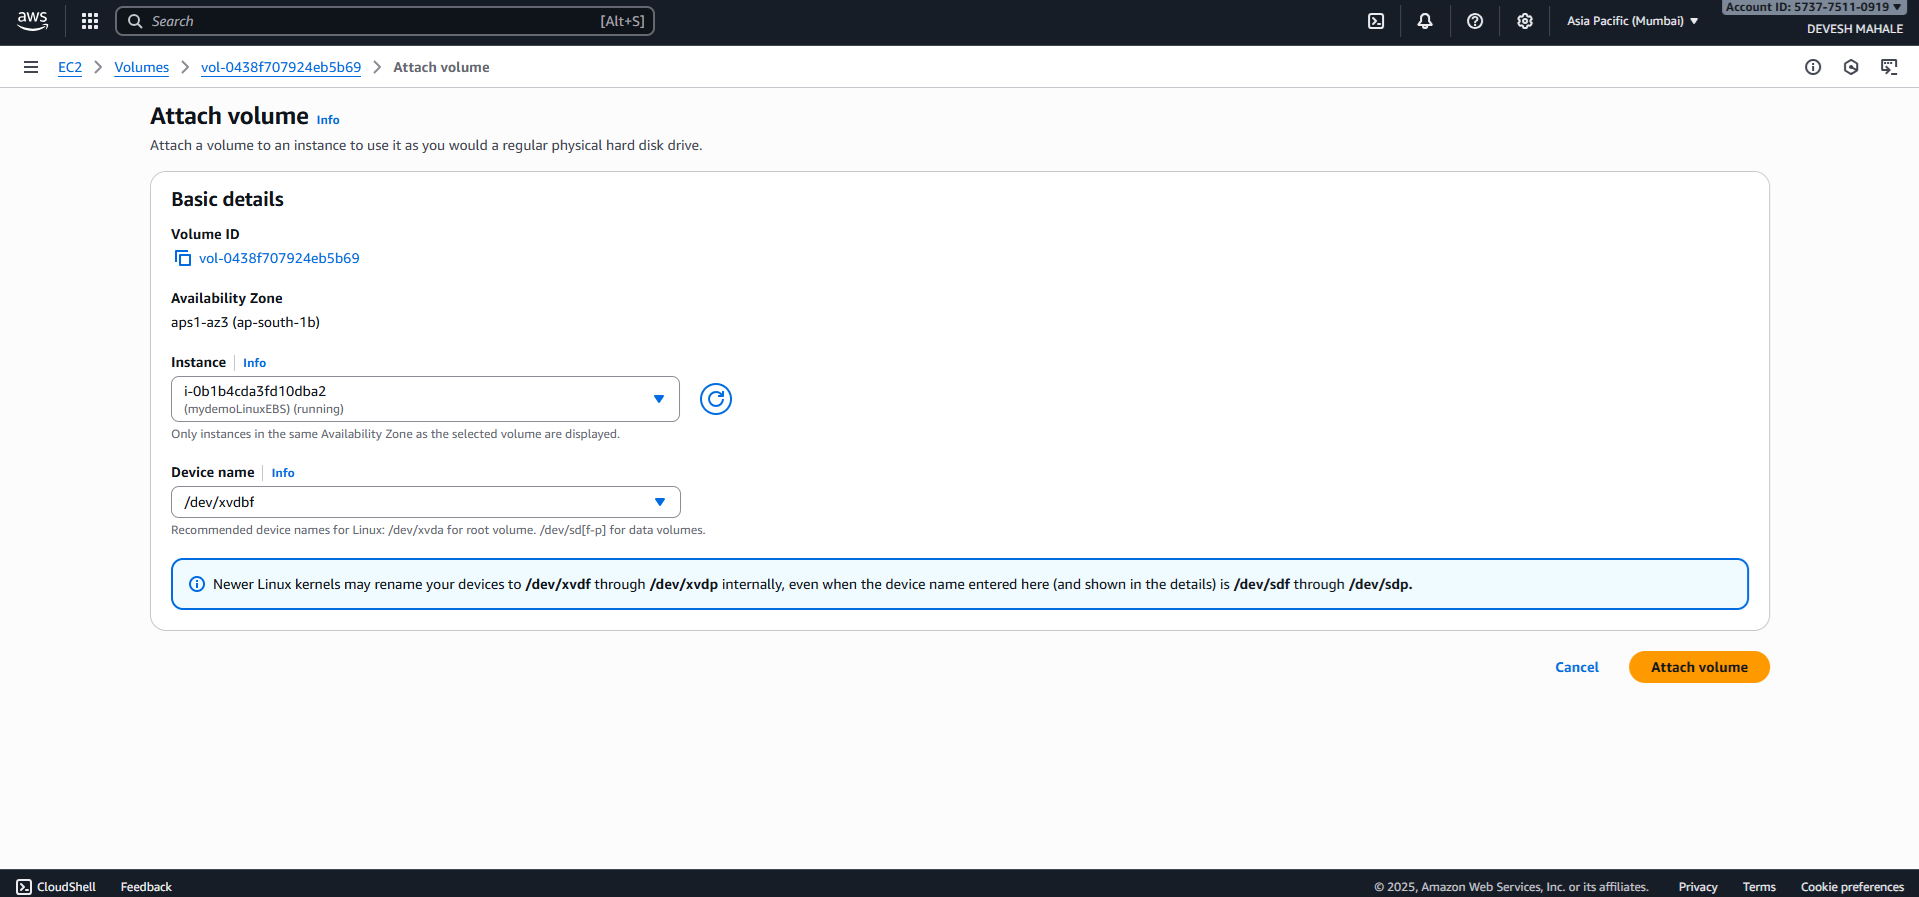 aws
Search [Alt+S]
Asia Pacific (Mumbai)
Account ID: 5737-7511-0919
DEVESH MAHALE
EC2 Volumes vol-0438f707924eb5b69 Attach volume
Attach volume Info
Attach a volume to an instance to use it as you would a regular physical hard disk drive.
Basic details
Volume ID
vol-0438f707924eb5b69
Availability Zone
aps1-az3 (ap-south-1b)
Instance Info
i-0b1b4cda3fd10dba2
(mydemoLinuxEBS) (running)
Only instances in the same Availability Zone as the selected volume are displayed.
Device name Info
/dev/xvdbf
Recommended device names for Linux: /dev/xvda for root volume. /dev/sd[f-p] for data volumes.
Newer Linux kernels may rename your devices to /dev/xvdf through /dev/xvdp internally, even when the device name entered here (and shown in the details) is /dev/sdf through /dev/sdp.
Cancel Attach volume
CloudShell Feedback © 2025, Amazon Web Services, Inc. or its affiliates. Privacy Terms Cookie preferences